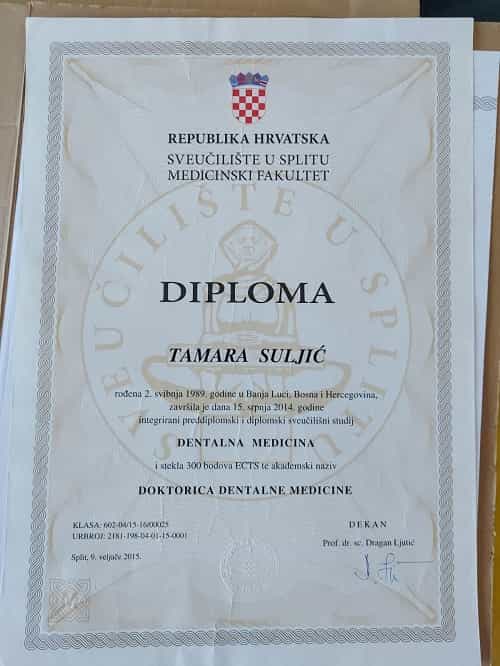 REPUBLIKA HRVATSKA
SVEUČILIŠTE U SPLITU
MEDICINSKI FAKULTET
SVEUČILIŠTE U SPLITU
DIPLOMA
TAMARA SULJIĆ
rođena 2. svibnja 1989. godine u Banja Luci, Bosna i Hercegovina,
završila je dana 15. srpnja 2014. godine
integrirani preddiplomski i diplomski sveučilišni studij
DENTALNA MEDICINA
i stekla 300 bodova ECTS te akademski naziv
DOKTORICA DENTALNE MEDICINE
KLASA: 602-04/15-16/00025
URBROJ: 2181-198-04-01-15-0001
Split, 9. veljače 2015.
DEKAN
Prof. dr. sc. Dragan Ljutić